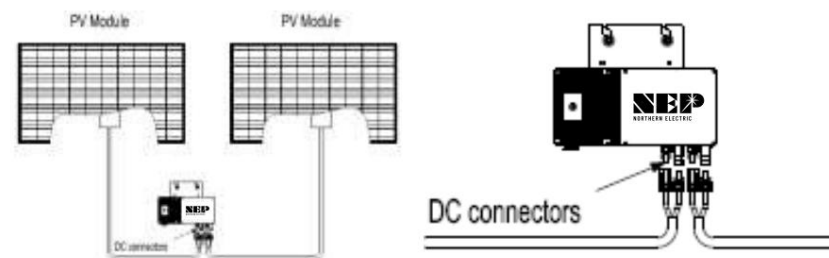 PV Module
PV Module
NEP
DC connectors
NEP
NORTHERN ELECTRIC
DC connectors